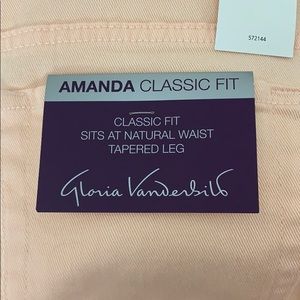 572144
AMANDA CLASSIC FIT
CLASSIC FIT
SITS AT NATURAL WAIST
TAPERED LEG
Gloria Vanderbilt